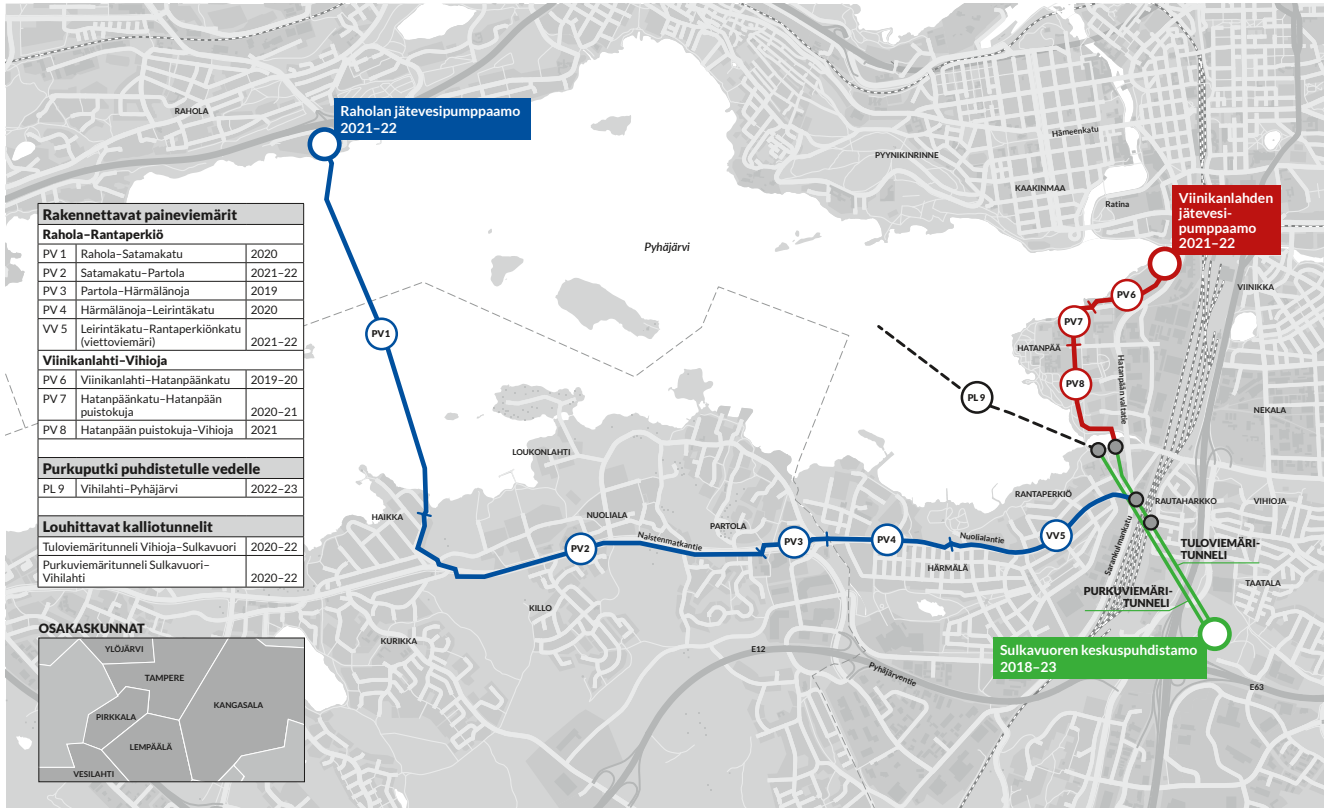 RAHOLA
Raholan jätevesipumppaamo
2021–22
Hämeenkatu
PYYNIKINRINNE
KAAKINMAA
Ratina
Viinikanlahden
jätevesi-
pumppaamo
2021–22
Pyhäjärvi
VIINIKKA
PV6
PV7
HATANPÄÄ
PV8
Hatanpään valtatie
PV1
PL 9
NEKALA
Rakennettavat paineviemärit
Rahola–Rantaperkiö
PV 1 Rahola–Satamakatu 2020
PV 2 Satamakatu–Partola 2021–22
PV 3 Partola–Härmälänoja 2019
PV 4 Härmälänoja–Leirintäkatu 2020
VV 5 Leirintäkatu–Rantaperkiönkatu
(viettoviemäri) 2021–22
Viinikanlahti–Vihioja
PV 6 Viinikanlahti–Hatanpäänkatu 2019–20
PV 7 Hatanpäänkatu–Hatanpään
puistokuja 2020–21
PV 8 Hatanpään puistokuja–Vihioja 2021
Purkuputki puhdistetulle vedelle
PL 9 Vihilahti–Pyhäjärvi 2022–23
Louhittavat kalliotunnelit
Tuloviemäritunneli Vihioja–Sulkavuori 2020–22
Purkuviemäritunneli Sulkavuori–
Vihilahti 2020–22
LOUKONLAHTI
HAIKKA
NUOLIALA
PARTOLA
RANTAPERKIÖ
RAUTAHARKKO
VIHIOJA
PV2
Naistenmatkantie
PV3
PV4
Nuolialantie
VV5
HÄRMÄLÄ
Sarankulmankatu
TULOVIEMÄRI-
TUNNELI
TAATALA
PURKUVIEMÄRI-
TUNNELI
KILLO
KURIKKA
E12
Pyhäjärventie
Sulkavuoren keskuspuhdistamo
2018–23
E63
OSAKASKUNNAT
YLÖJÄRVI
TAMPERE
KANGASALA
PIRKKALA
LEMPÄÄLÄ
VESILAHTI